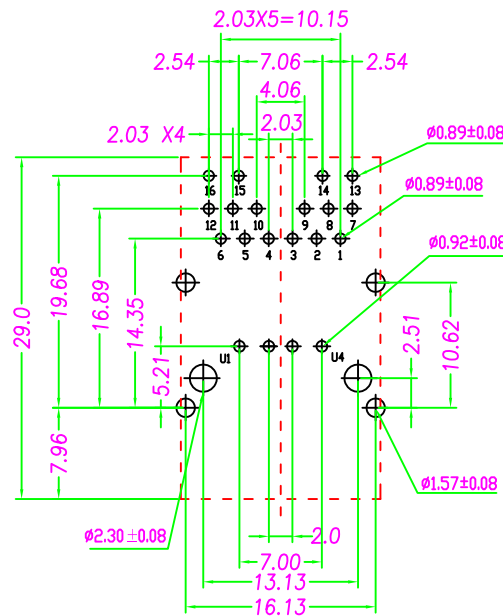 2.03X5=10.15
2.54 7.06 2.54
4.06
2.03
2.03 X4
ø0.89±0.08
16 15 14 13
ø0.89±0.08
12 11 10 9 8 7
6 5 4 3 2 1
ø0.92±0.08
29.0
19.68
16.89
14.35
5.21
7.96
2.51
10.62
U1 U4
ø1.57±0.08
ø2.30±0.08
2.0
7.00
13.13
16.13